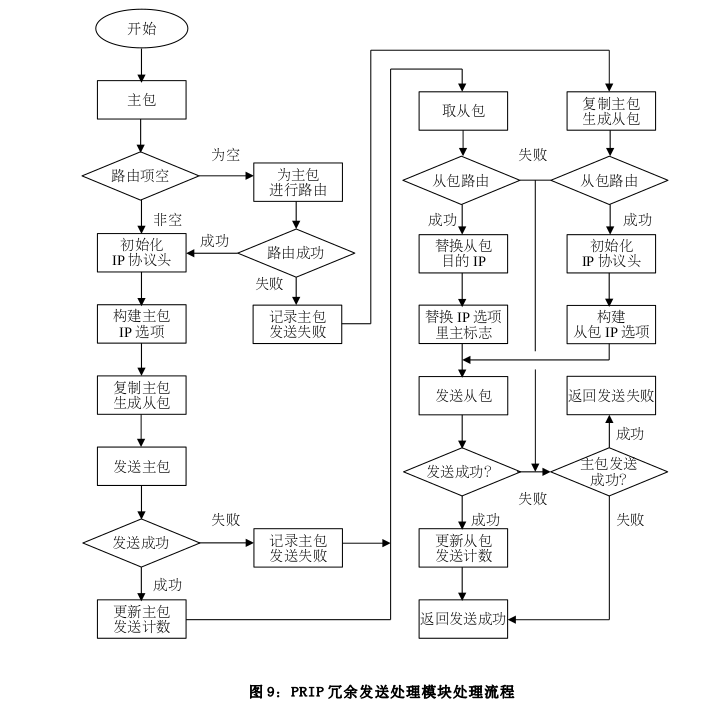 开始
主包
路由项空
为空
为主包
进行路由
非空
初始化
IP 协议头
成功
路由成功
失败
构建主包
IP 选项
记录主包
发送失败
复制主包
生成从包
发送主包
发送成功
失败
记录主包
发送失败
成功
更新主包
发送计数
取从包
复制主包
生成从包
失败
从包路由
从包路由
成功
成功
替换从包
目的 IP
初始化
IP 协议头
替换 IP 选项
里主标志
构建
从包 IP 选项
发送从包
返回发送失败
成功
发送成功?
主包发送
成功?
失败
成功
失败
更新从包
发送计数
返回发送成功
图 9: PRIP 冗余发送处理模块处理流程